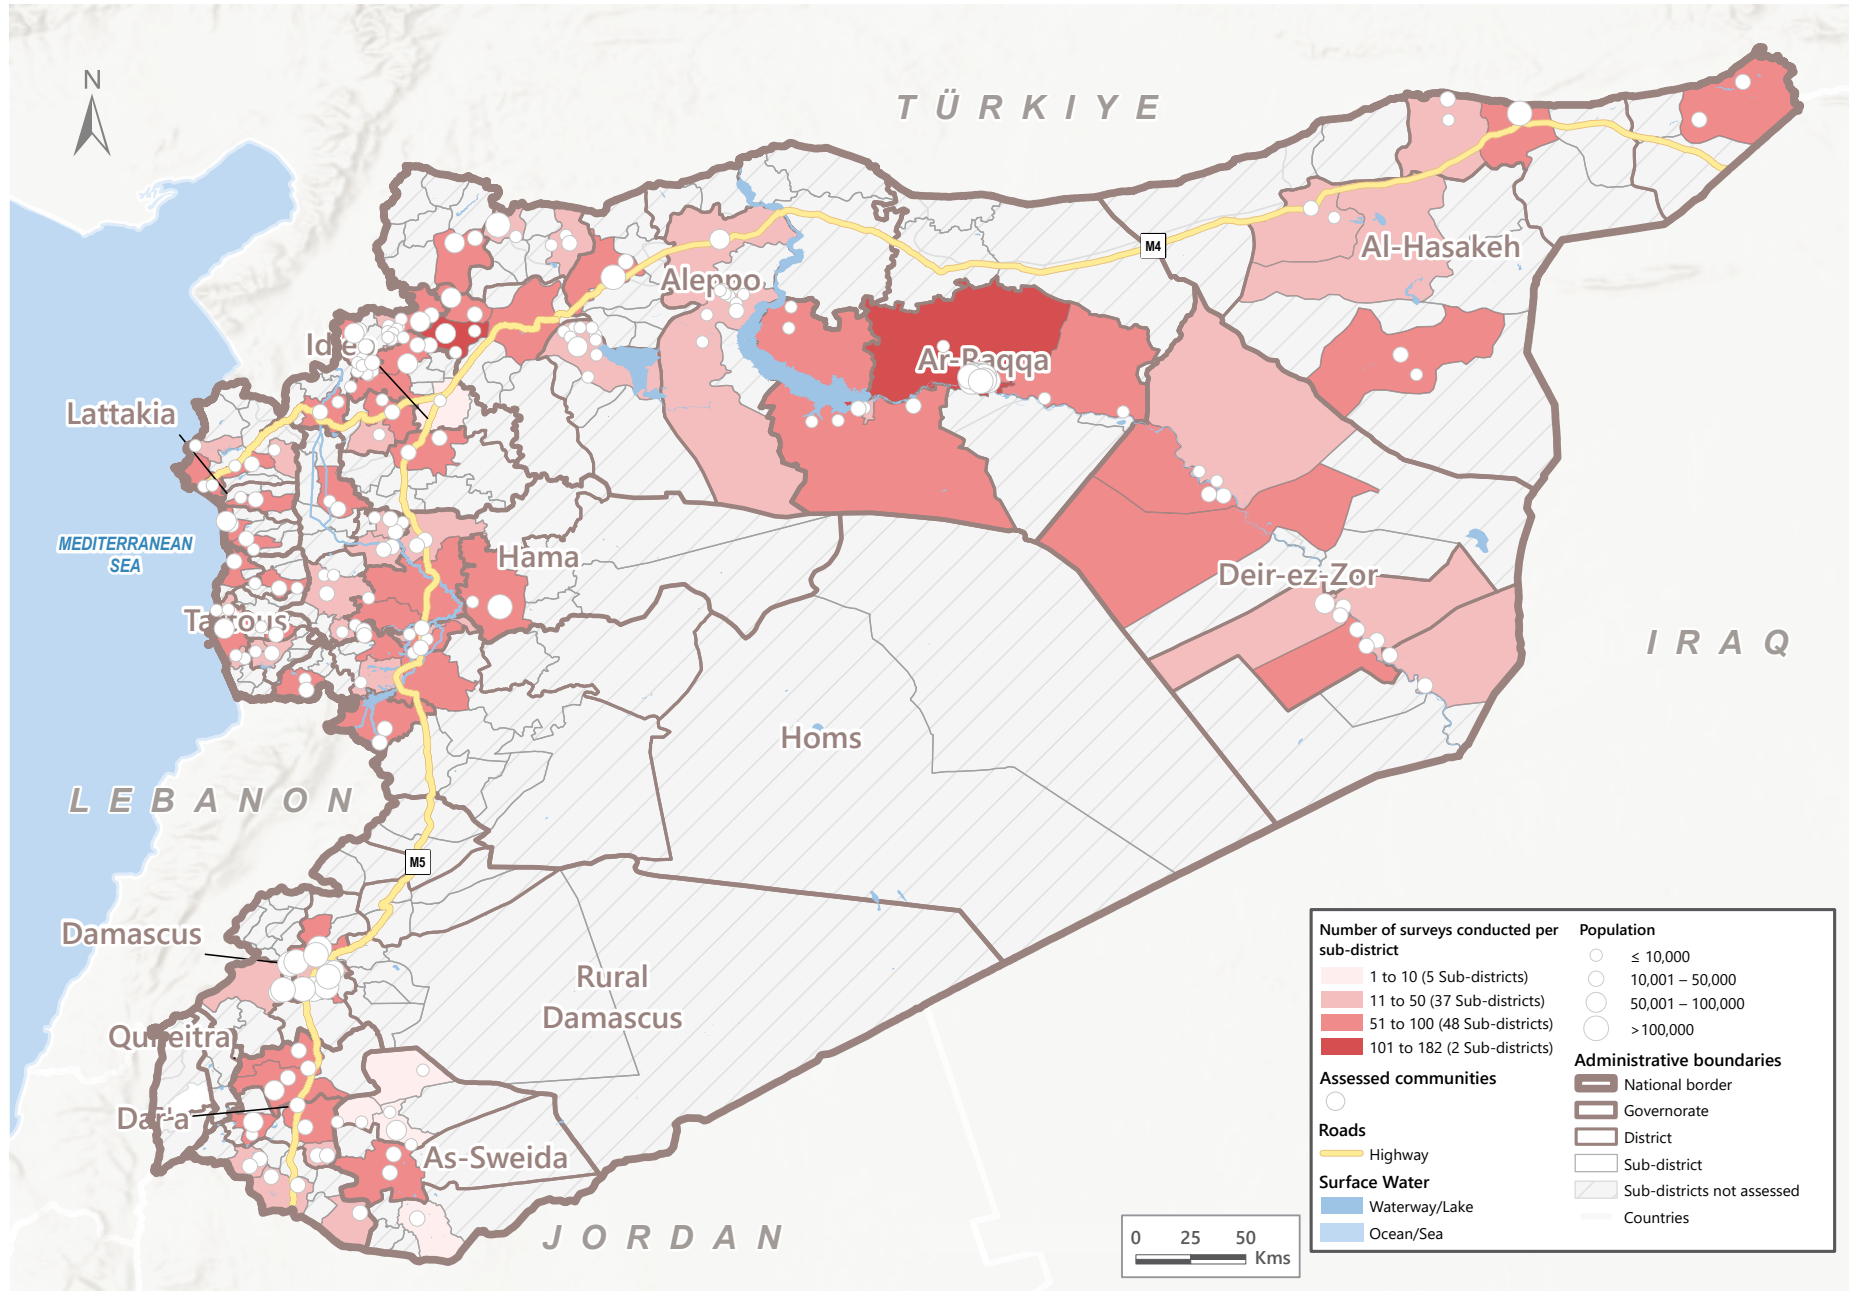 N
TÜRKIYE
M4
Al-Hasakeh
Aleppo
Ar-Raqqa
Lattakia
MEDITERRANEAN
SEA
Hama
Deir-ez-Zor
IRAQ
Homs
LEBANON
M5
Damascus
Rural
Damascus
As-Sweida
JORDAN
0 25 50
Kms
Number of surveys conducted per
sub-district
1 to 10 (5 Sub-districts)
11 to 50 (37 Sub-districts)
51 to 100 (48 Sub-districts)
101 to 182 (2 Sub-districts)
Assessed communities
Roads
Highway
Surface Water
Waterway/Lake
Ocean/Sea
Population
≤ 10,000
10,001 – 50,000
50,001 – 100,000
>100,000
Administrative boundaries
National border
Governorate
District
Sub-district
Sub-districts not assessed
Countries